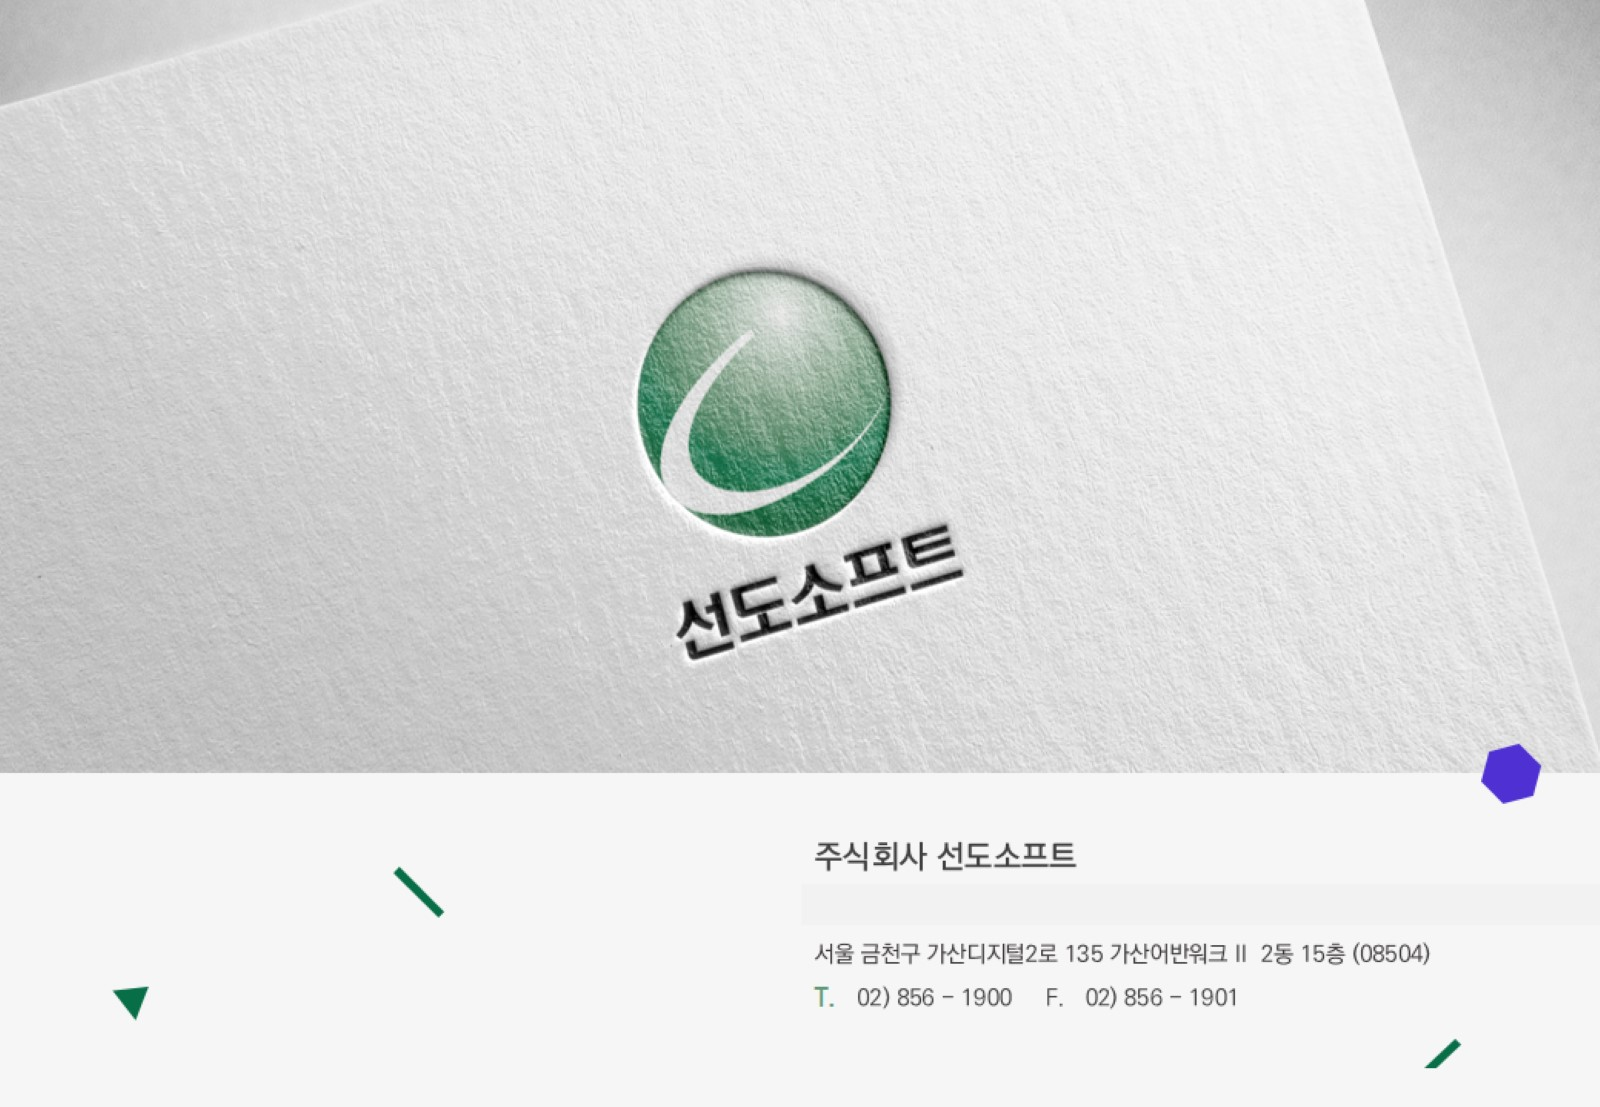 선도소프트
주식회사 선도소프트
서울 금천구 가산디지털2로 135 가산어반워크 II 2동 15층 (08504)
T. 02) 856 - 1900 F. 02) 856 - 1901